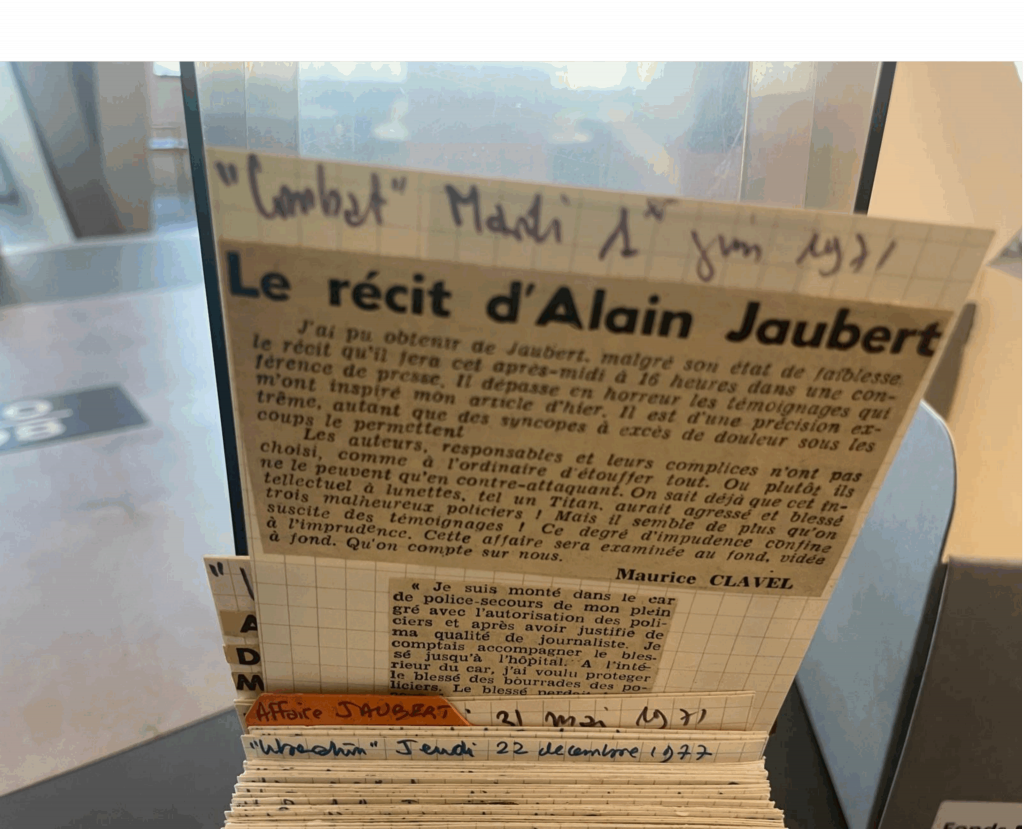 "Combat" Mardi 1er juin 1971
Le récit d'Alain Jaubert
J'ai pu obtenir de Jaubert, malgré son état de faiblesse,
le récit qu'il fera cet après-midi à 16 heures dans une con-
férence de presse. Il dépasse en horreur les témoignages qui
m'ont inspiré mon article d'hier. Il est d'une précision ex-
trême, autant que des syncopes à excès de douleur sous les
coups le permettent
Les auteurs, responsables et leurs complices n'ont pas
choisi, comme à l'ordinaire d'étouffer tout. Ou plutôt ils
ne le peuvent qu'en contre-attaquant. On sait déjà que cet in-
tellectuel à lunettes, tel un Titan, aurait agressé et blessé
trois malheureux policiers ! Mais il semble de plus qu'on
suscite des témoignages ! Ce degré d'impudence confine
à l'imprudence. Cette affaire sera examinée au fond, vidée
à fond. Qu'on compte sur nous.
Maurice CLAVEL
« Je suis monté dans le car
de police-secours de mon plein
gré avec l'autorisation des poli-
ciers et après avoir justifié de
ma qualité de journaliste. Je
comptais accompagner le bles-
sé jusqu'à l'hôpital. A l'inté-
rieur du car, j'ai voulu protéger
le blessé des bourrades des po-
liciers. Le blessé
A
D
M
Affaire JAUBERT : 31 mai 1971
Jeudi 22 décembre 1977